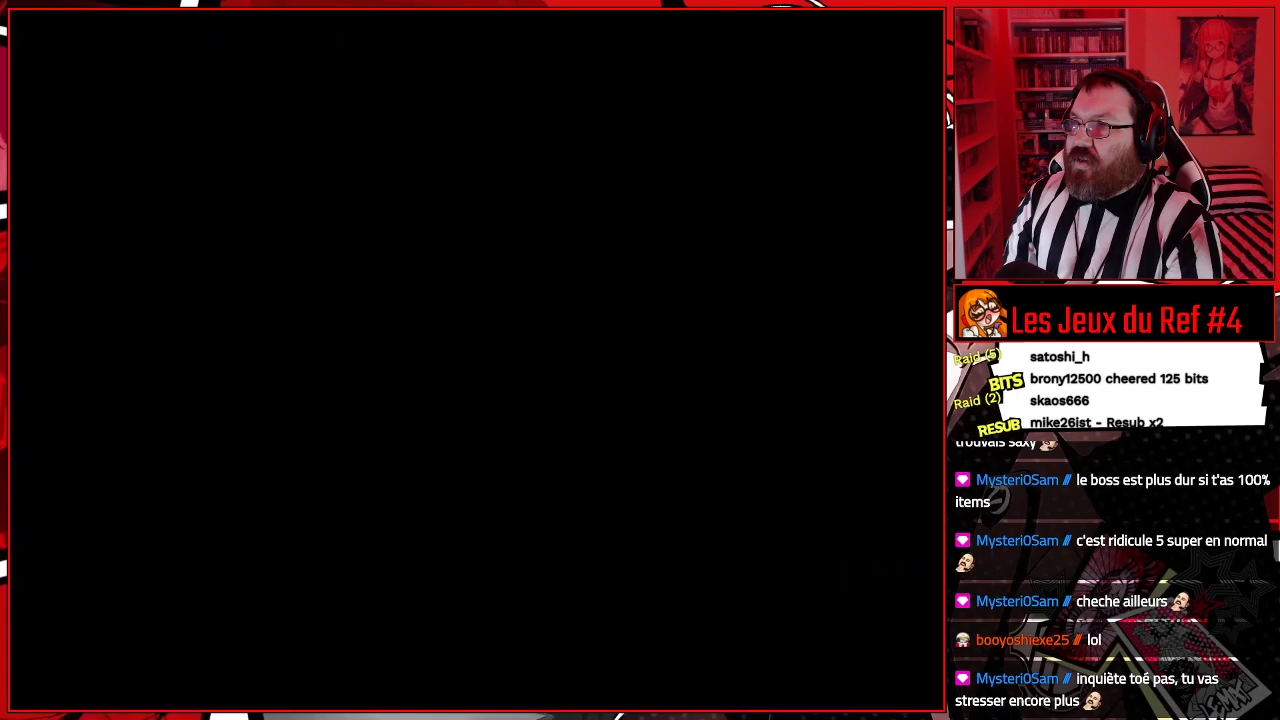 Les Jeux du Ref #4
Raid (5) satoshi_h
BITS brony12500 cheered 125 bits
Raid (2) skaos666
RESUB mike26ist - Resub x2
trouvais saxy
MysteriOSam /// le boss est plus dur si t'as 100%
items
MysteriOSam /// c'est ridicule 5 super en normal
MysteriOSam /// cheche ailleurs
booyoshiexe25 /// lol
MysteriOSam /// inquiète toé pas, tu vas
stresser encore plus